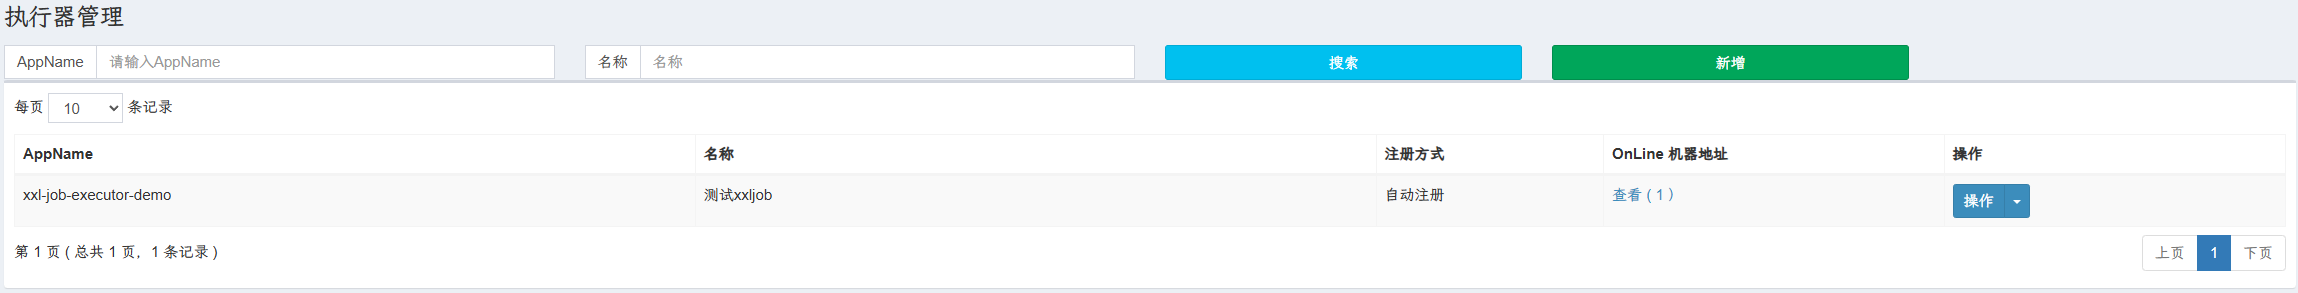 执行器管理
AppName 请输入AppName 名称 名称 搜索 新增
每页 10 条记录
AppName 名称 注册方式 OnLine 机器地址 操作
xxl-job-executor-demo 测试xxljob 自动注册 查看 ( 1 ) 操作
第 1 页 ( 总共 1 页，1 条记录 ) 上页 1 下页